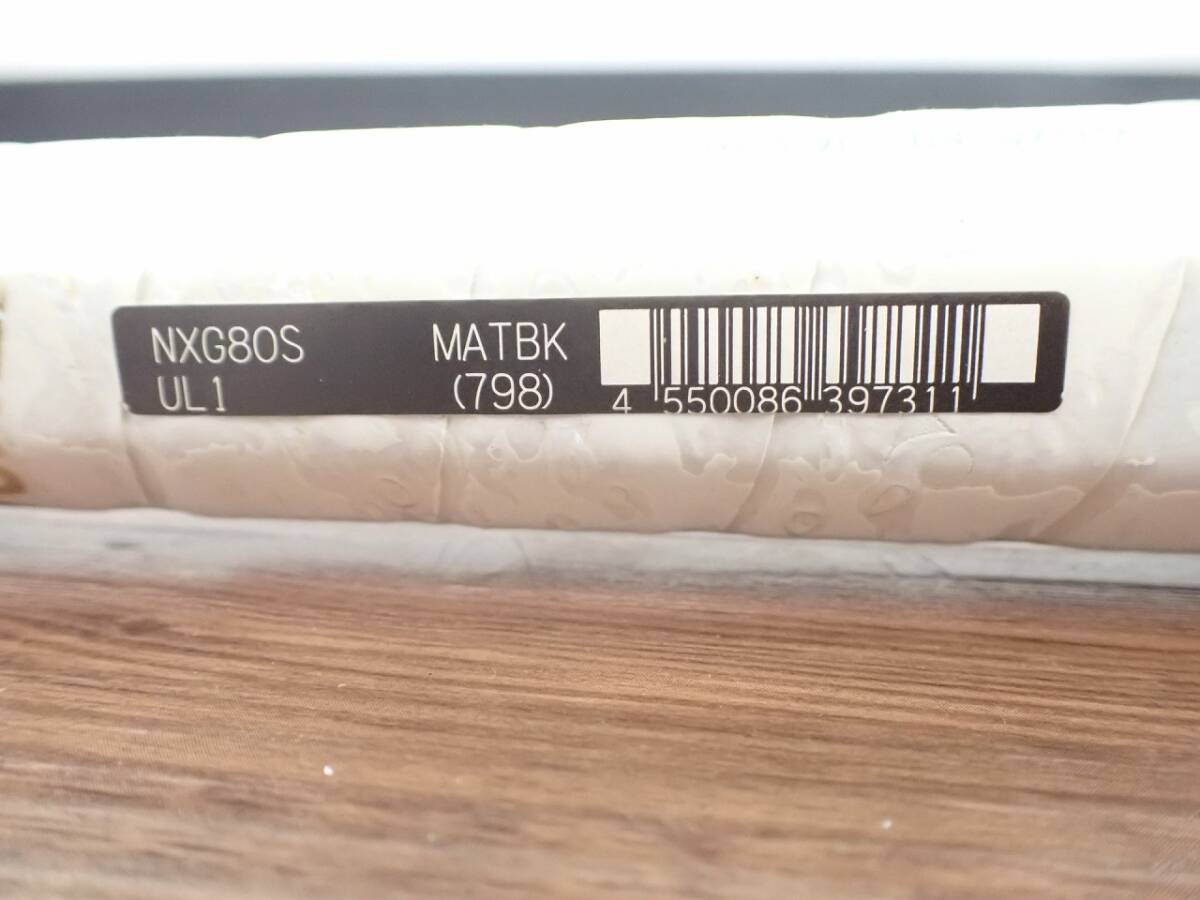 NXG80S MATBK
UL1 (798)
4 550086 397311